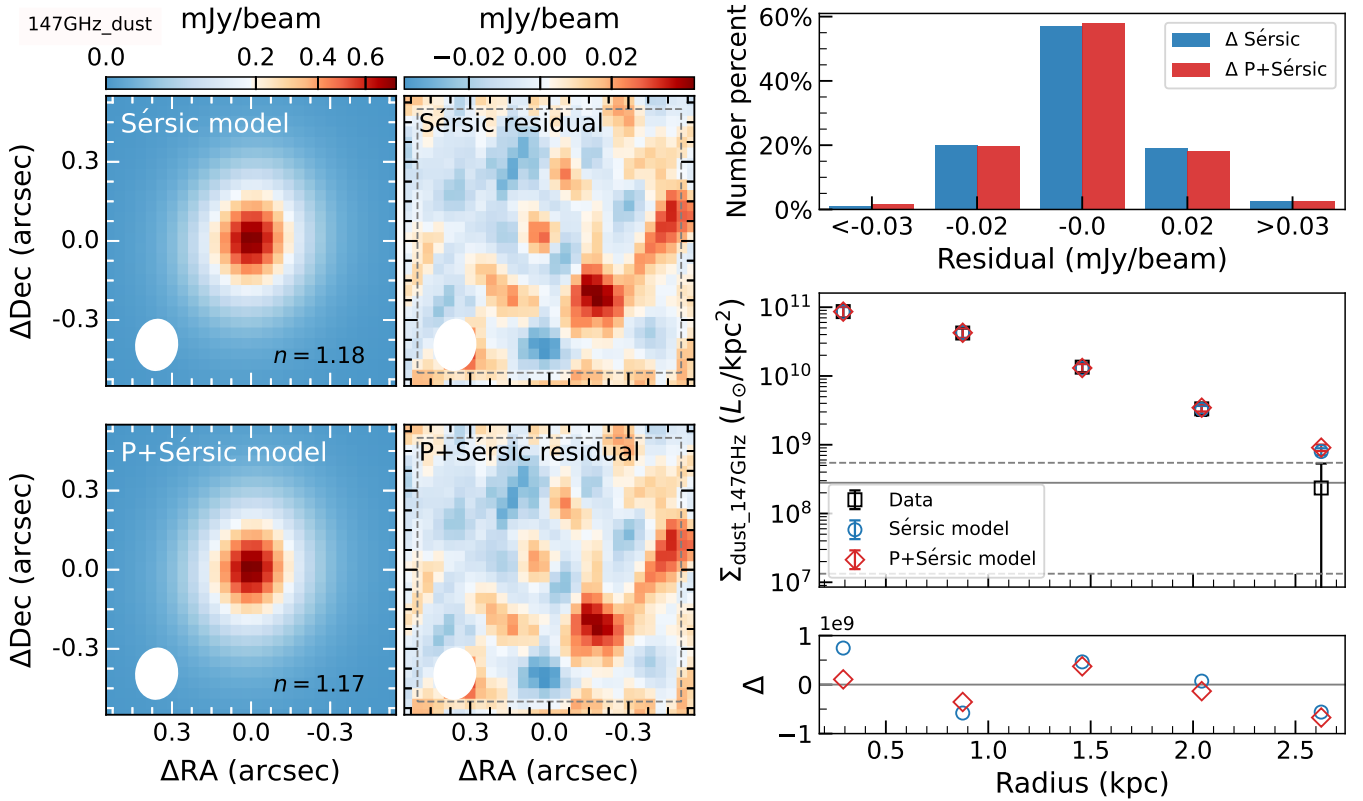 147GHz_dust
mJy/beam
mJy/beam
0.0 0.2 0.4 0.6
−0.02 0.00 0.02
Sérsic model
n = 1.18
Sérsic residual
ΔDec (arcsec)
0.3
0.0
-0.3
P+Sérsic model
n = 1.17
P+Sérsic residual
ΔDec (arcsec)
0.3
0.0
-0.3
0.3 0.0 -0.3
0.3 0.0 -0.3
ΔRA (arcsec)
ΔRA (arcsec)
Number percent
60%
40%
20%
0%
Δ Sérsic
Δ P+Sérsic
<-0.03 -0.02 -0.0 0.02 >0.03
Residual (mJy/beam)
Σdust_147GHz (L⊙/kpc²)
10¹¹
10¹⁰
10⁹
10⁸
10⁷
Data
Sérsic model
P+Sérsic model
1e9
Δ
1
0
−1
0.5 1.0 1.5 2.0 2.5
Radius (kpc)